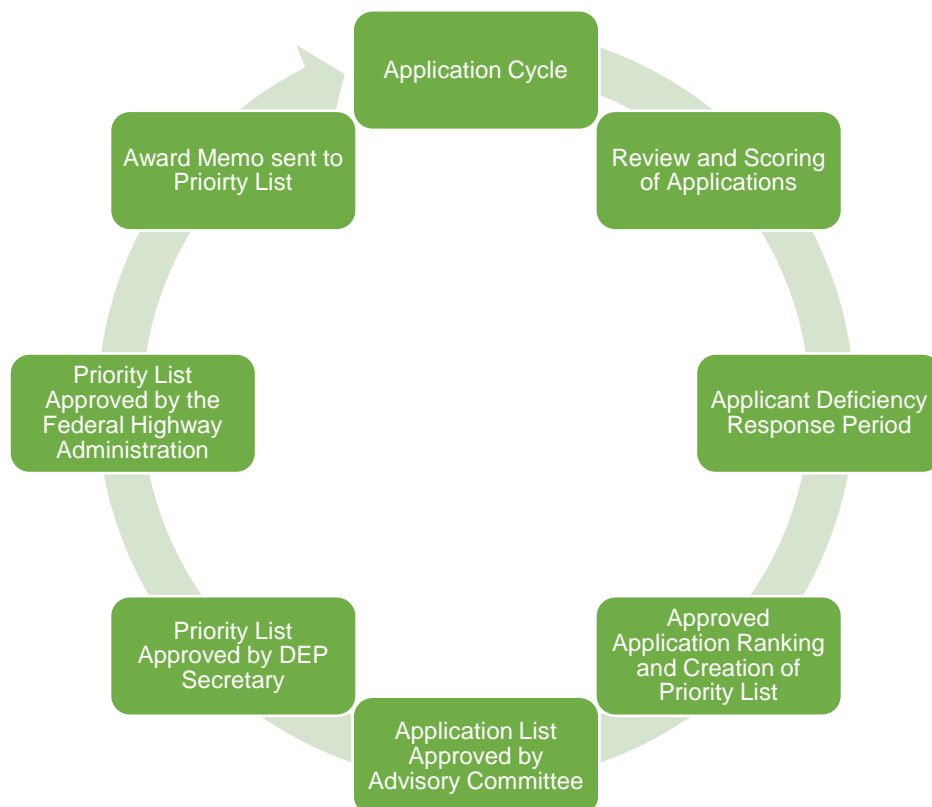 Application Cycle
Review and Scoring
of Applications
Applicant Deficiency
Response Period
Approved
Application Ranking
and Creation of
Priority List
Application List
Approved by
Advisory Committee
Priority List
Approved by DEP
Secretary
Priority List
Approved by the
Federal Highway
Administration
Award Memo sent to
Prioirty List